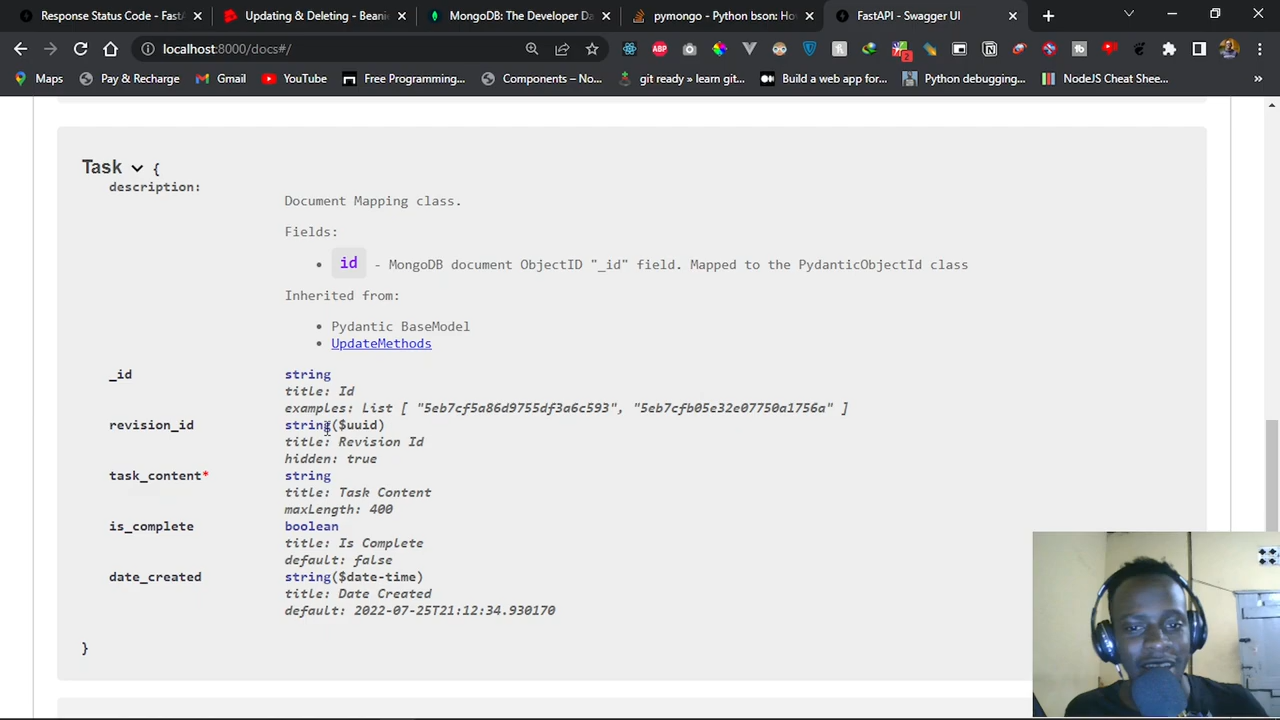 Response Status Code - FastA
Updating & Deleting - Beanie
MongoDB: The Developer Da
pymongo - Python bson: Ho
FastAPI - Swagger UI
localhost:8000/docs#/
2
Maps
Pay & Recharge
Gmail
YouTube
Free Programming...
Components – No...
git ready » learn git...
Build a web app for...
Python debugging...
NodeJS Cheat Shee...
Task {
description:
Document Mapping class.
Fields:
• id - MongoDB document ObjectID "_id" field. Mapped to the PydanticObjectId class
Inherited from:
• Pydantic BaseModel
• UpdateMethods
_id string
title: Id
examples: List [ "5eb7cf5a86d9755df3a6c593", "5eb7cfb05e32e07750a1756a" ]
revision_id string($uuid)
title: Revision Id
hidden: true
task_content* string
title: Task Content
maxLength: 400
is_complete boolean
title: Is Complete
default: false
date_created string($date-time)
title: Date Created
default: 2022-07-25T21:12:34.930170
}